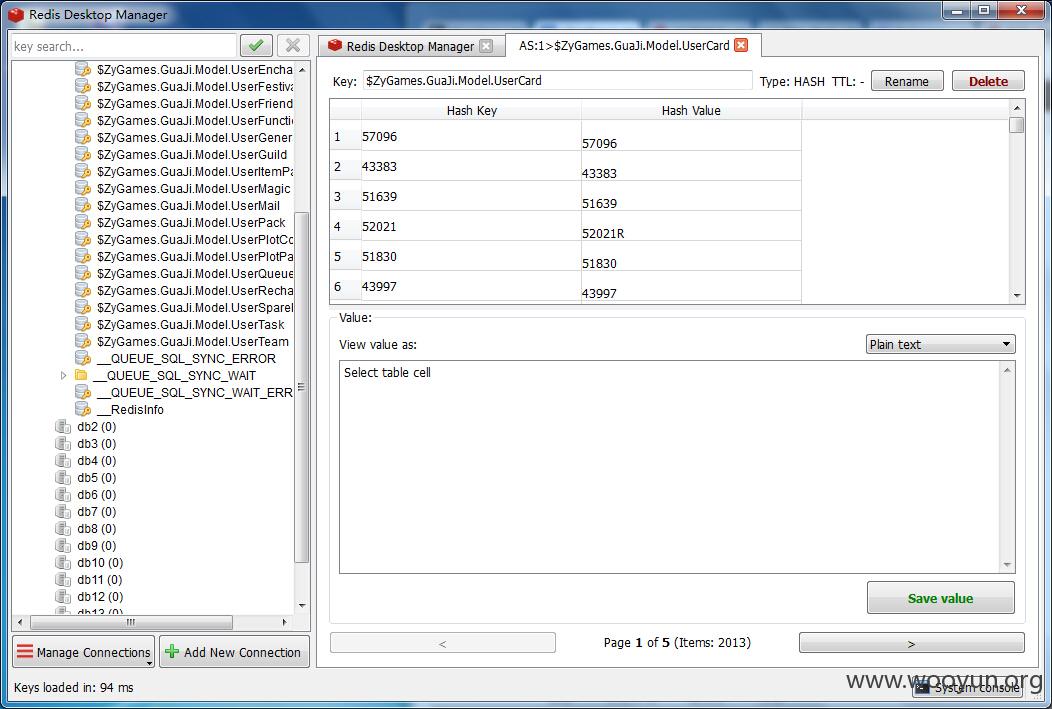 Redis Desktop Manager
key search...
$ZyGames.GuaJi.Model.UserEncha
$ZyGames.GuaJi.Model.UserFestiva
$ZyGames.GuaJi.Model.UserFriend
$ZyGames.GuaJi.Model.UserFuncti
$ZyGames.GuaJi.Model.UserGener
$ZyGames.GuaJi.Model.UserGuild
$ZyGames.GuaJi.Model.UserItemPa
$ZyGames.GuaJi.Model.UserMagic
$ZyGames.GuaJi.Model.UserMail
$ZyGames.GuaJi.Model.UserPack
$ZyGames.GuaJi.Model.UserPlotCo
$ZyGames.GuaJi.Model.UserPlotPa
$ZyGames.GuaJi.Model.UserQueue
$ZyGames.GuaJi.Model.UserRecha
$ZyGames.GuaJi.Model.UserSparel
$ZyGames.GuaJi.Model.UserTask
$ZyGames.GuaJi.Model.UserTeam
__QUEUE_SQL_SYNC_ERROR
__QUEUE_SQL_SYNC_WAIT
__QUEUE_SQL_SYNC_WAIT_ERR
__RedisInfo
db2 (0)
db3 (0)
db4 (0)
db5 (0)
db6 (0)
db7 (0)
db8 (0)
db9 (0)
db10 (0)
db11 (0)
db12 (0)
db13 (0)
Manage Connections
Add New Connection
Keys loaded in: 94 ms
Redis Desktop Manager
AS:1>$ZyGames.GuaJi.Model.UserCard
Key: $ZyGames.GuaJi.Model.UserCard Type: HASH TTL: - Rename Delete
Hash Key Hash Value
1 57096 57096
2 43383 43383
3 51639 51639
4 52021 52021R
5 51830 51830
6 43997 43997
Value:
View value as: Plain text
Select table cell
Save value
< Page 1 of 5 (Items: 2013) >
System console
www.wooyun.org